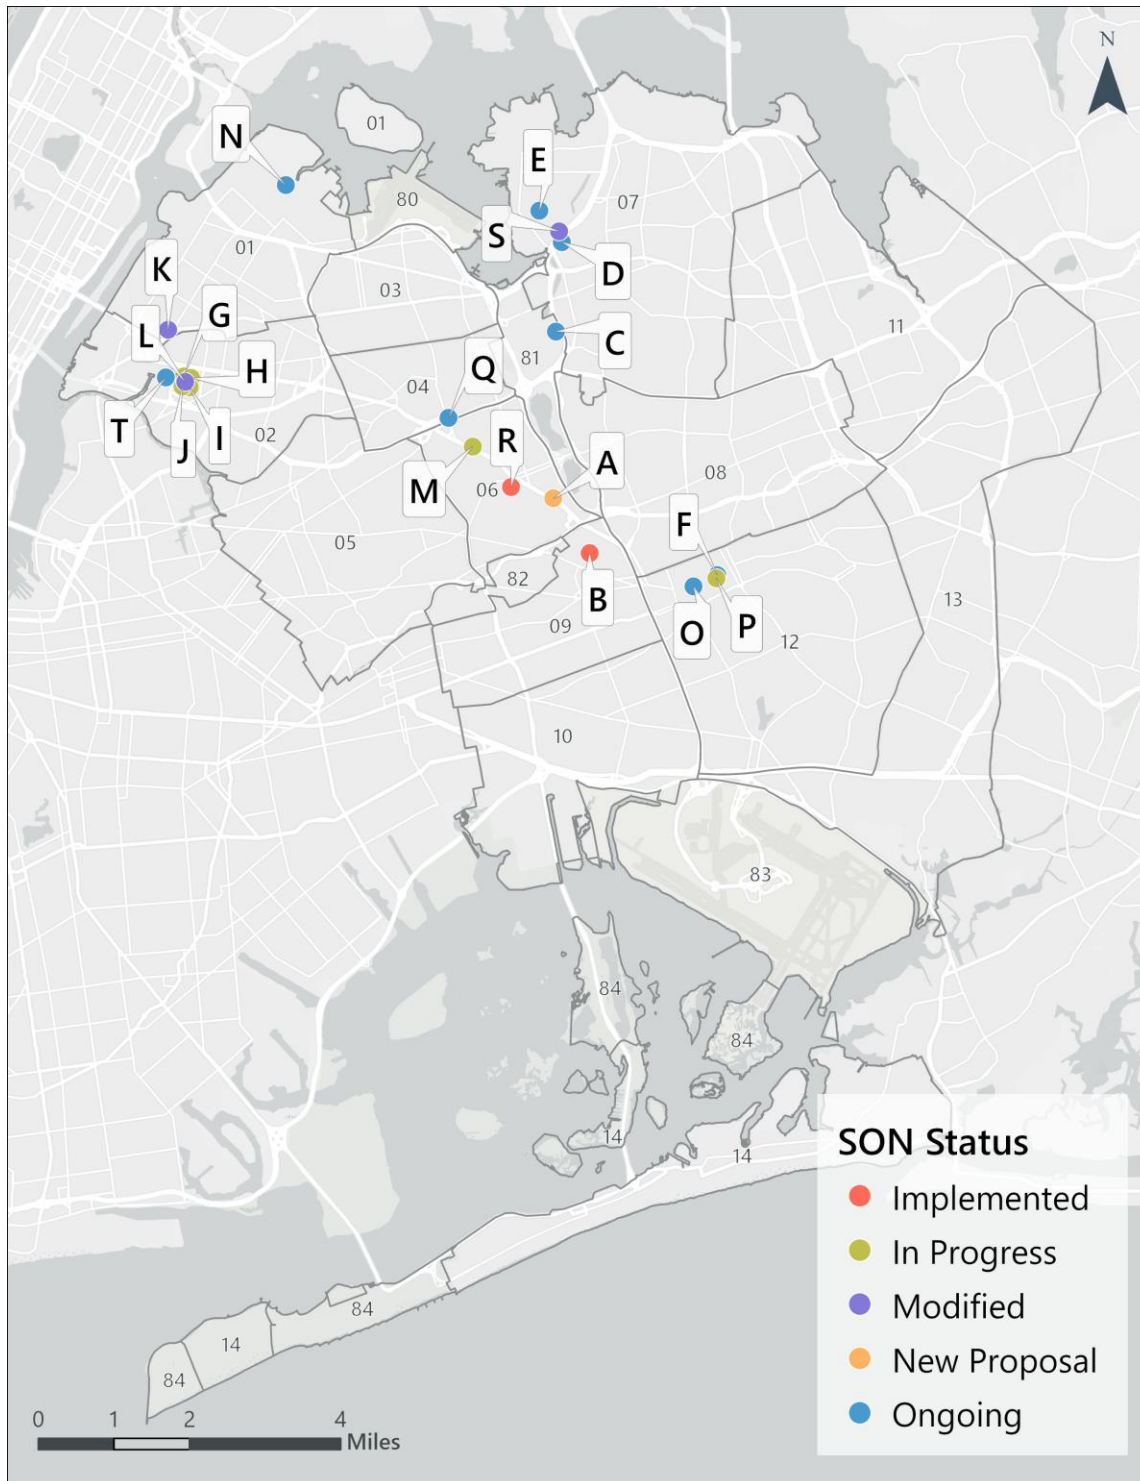 N
01
N
E
80
07
S
01
D
K
03
G
11
L
C
H
81
Q
04
T
J
I
02
R
A
M
06
08
F
05
82
B
13
09
O
P
12
10
83
84
84
14
14
SON Status
Implemented
In Progress
Modified
New Proposal
Ongoing
84
14
84
0 1 2 4
Miles